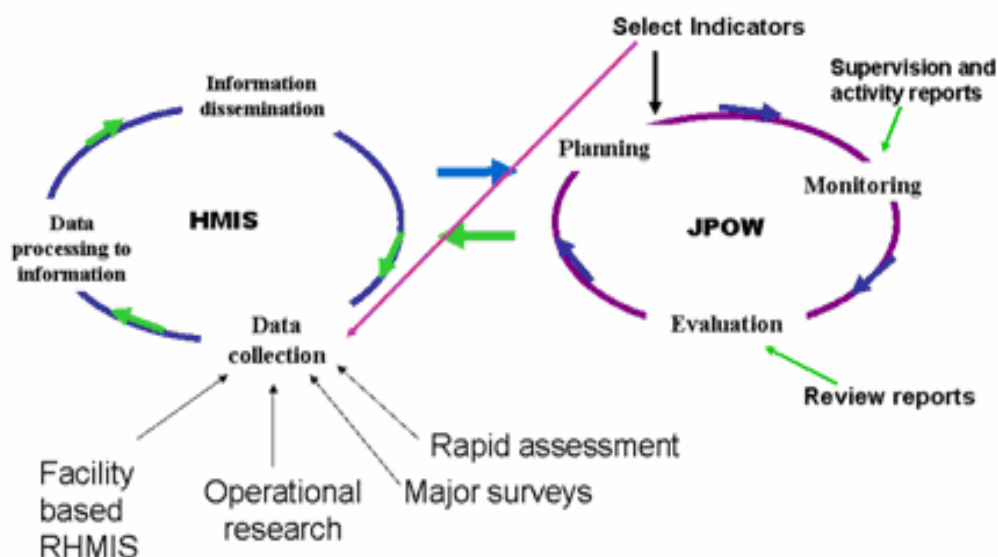 Select Indicators
Supervision and
activity reports
Information
dissemination
Planning
Monitoring
HMIS
JPOW
Data
processing to
information
Data
collection
Evaluation
Review reports
Rapid assessment
Major surveys
Operational
research
Facility
based
RHMIS